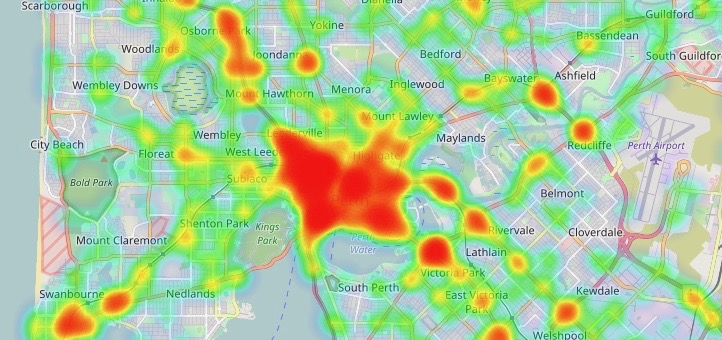 Scarborough
Osborne Park
Yokine
Guildford
Bassendean
Woodlands
Joondanna
Bedford
South Guildford
Wembley Downs
Menora
Inglewood
Bayswater
Ashfield
Mount Hawthorn
Mount Lawley
City Beach
Wembley
Leederville
Maylands
Redcliffe
Perth Airport
Floreat
West Leed
Highgate
Bold Park
Subiaco
Belmont
Shenton Park
Kings
Park
Rivervale
Cloverdale
Mount Claremont
Perth
Water
Lathlain
Victoria Park
South Perth
Kewdale
Swanbourne
Nedlands
East Victoria
Park
Welshpool